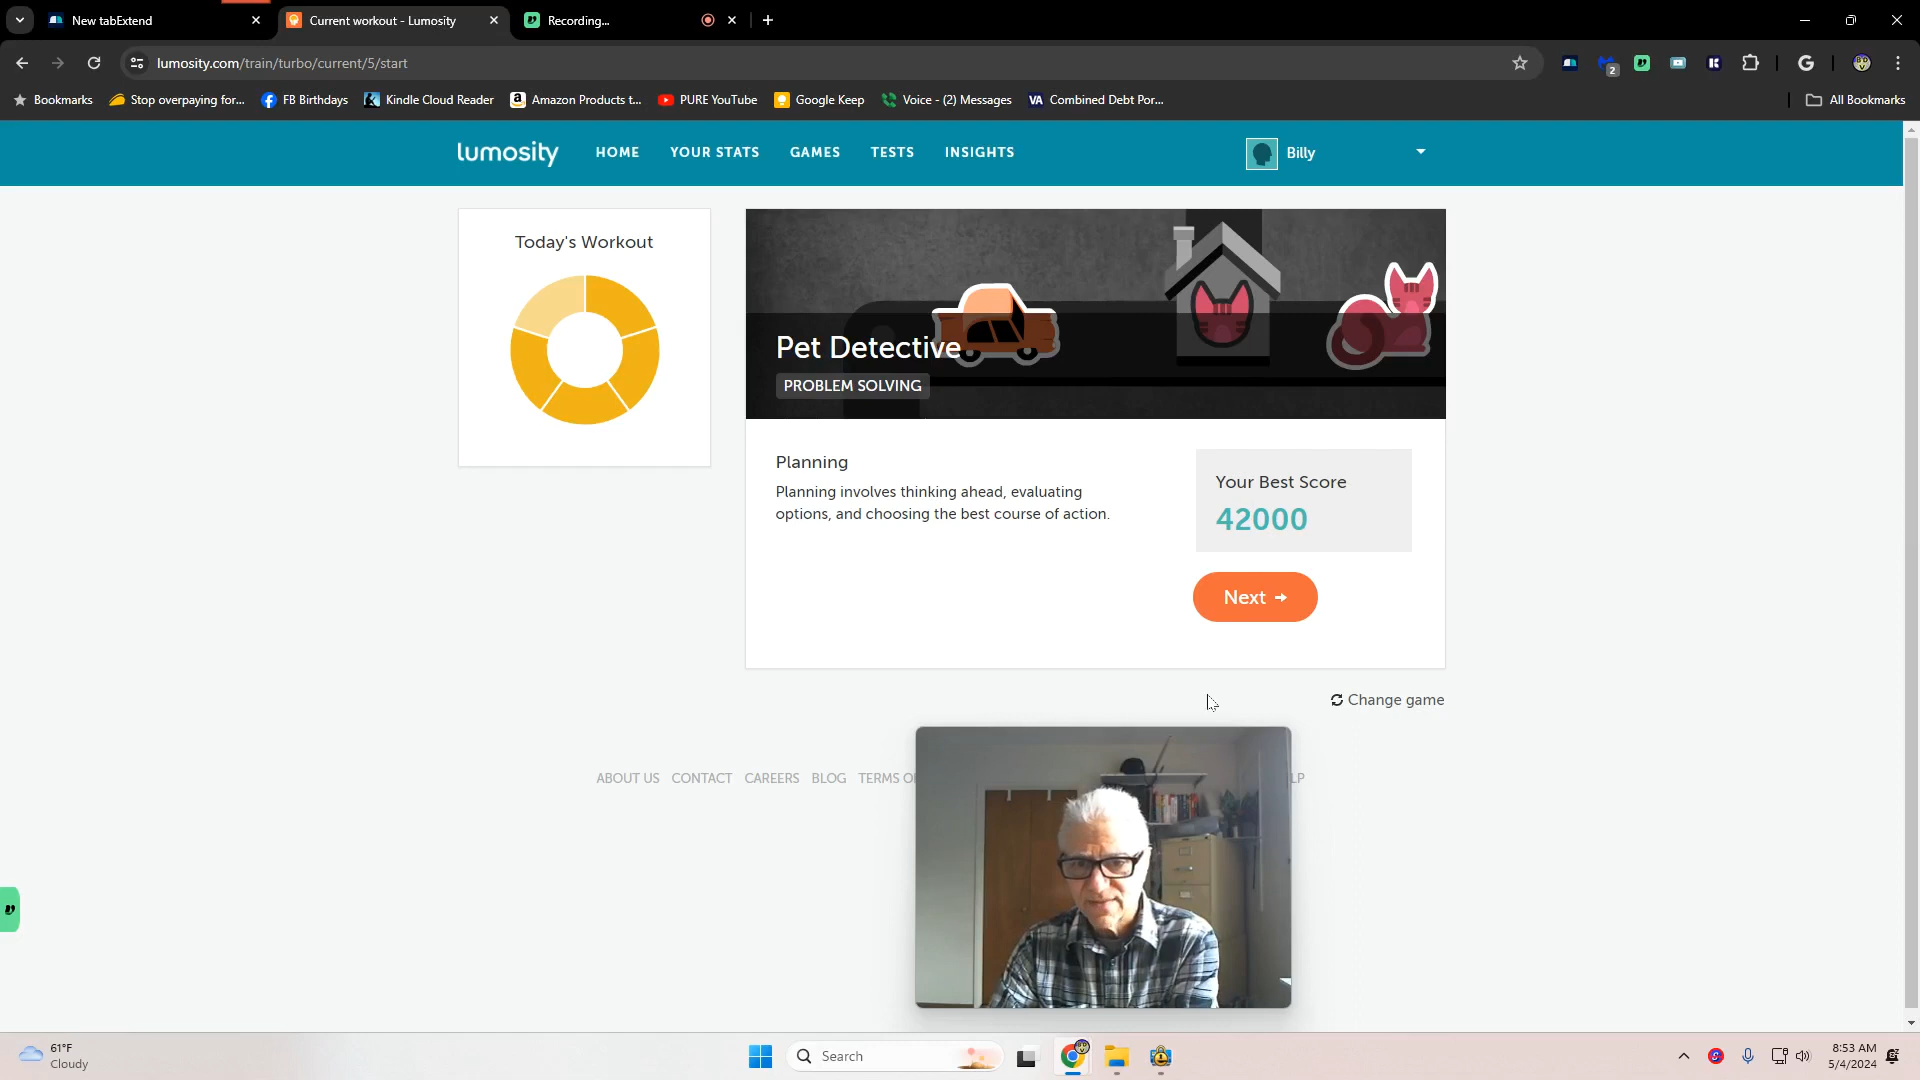 New tabExtend
Current workout - Lumosity
Recording...
lumosity.com/train/turbo/current/5/start
2
G
Bookmarks
Stop overpaying for...
FB Birthdays
Kindle Cloud Reader
Amazon Products t...
PURE YouTube
Google Keep
Voice - (2) Messages
VA Combined Debt Por...
All Bookmarks
lumosity
HOME
YOUR STATS
GAMES
TESTS
INSIGHTS
Billy
Today's Workout
Pet Detective
PROBLEM SOLVING
Planning
Planning involves thinking ahead, evaluating
options, and choosing the best course of action.
Your Best Score
42000
Next
Change game
ABOUT US
CONTACT
CAREERS
BLOG
TERMS O
LP
61°F
Cloudy
Search
8:53 AM
5/4/2024